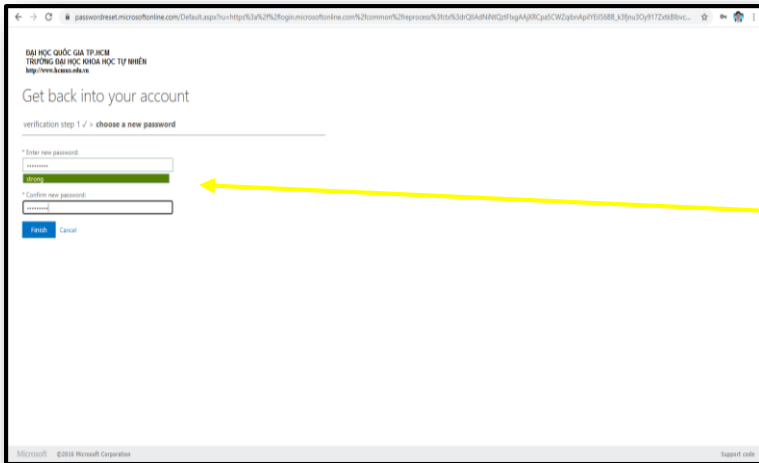 passwordreset.microsoftonline.com/Default.aspx?ru=https%3a%2f%2flogin.microsoftonline.com%2fcommon%2freprocess%3fctx%3d
ĐẠI HỌC QUỐC GIA TP.HCM
TRƯỜNG ĐẠI HỌC KHOA HỌC TỰ NHIÊN
http://www.hcmus.edu.vn
Get back into your account
verification step 1 ✓ > choose a new password
* Enter new password:
strong
* Confirm new password:
Finish Cancel
Microsoft ©2016 Microsoft Corporation Support code